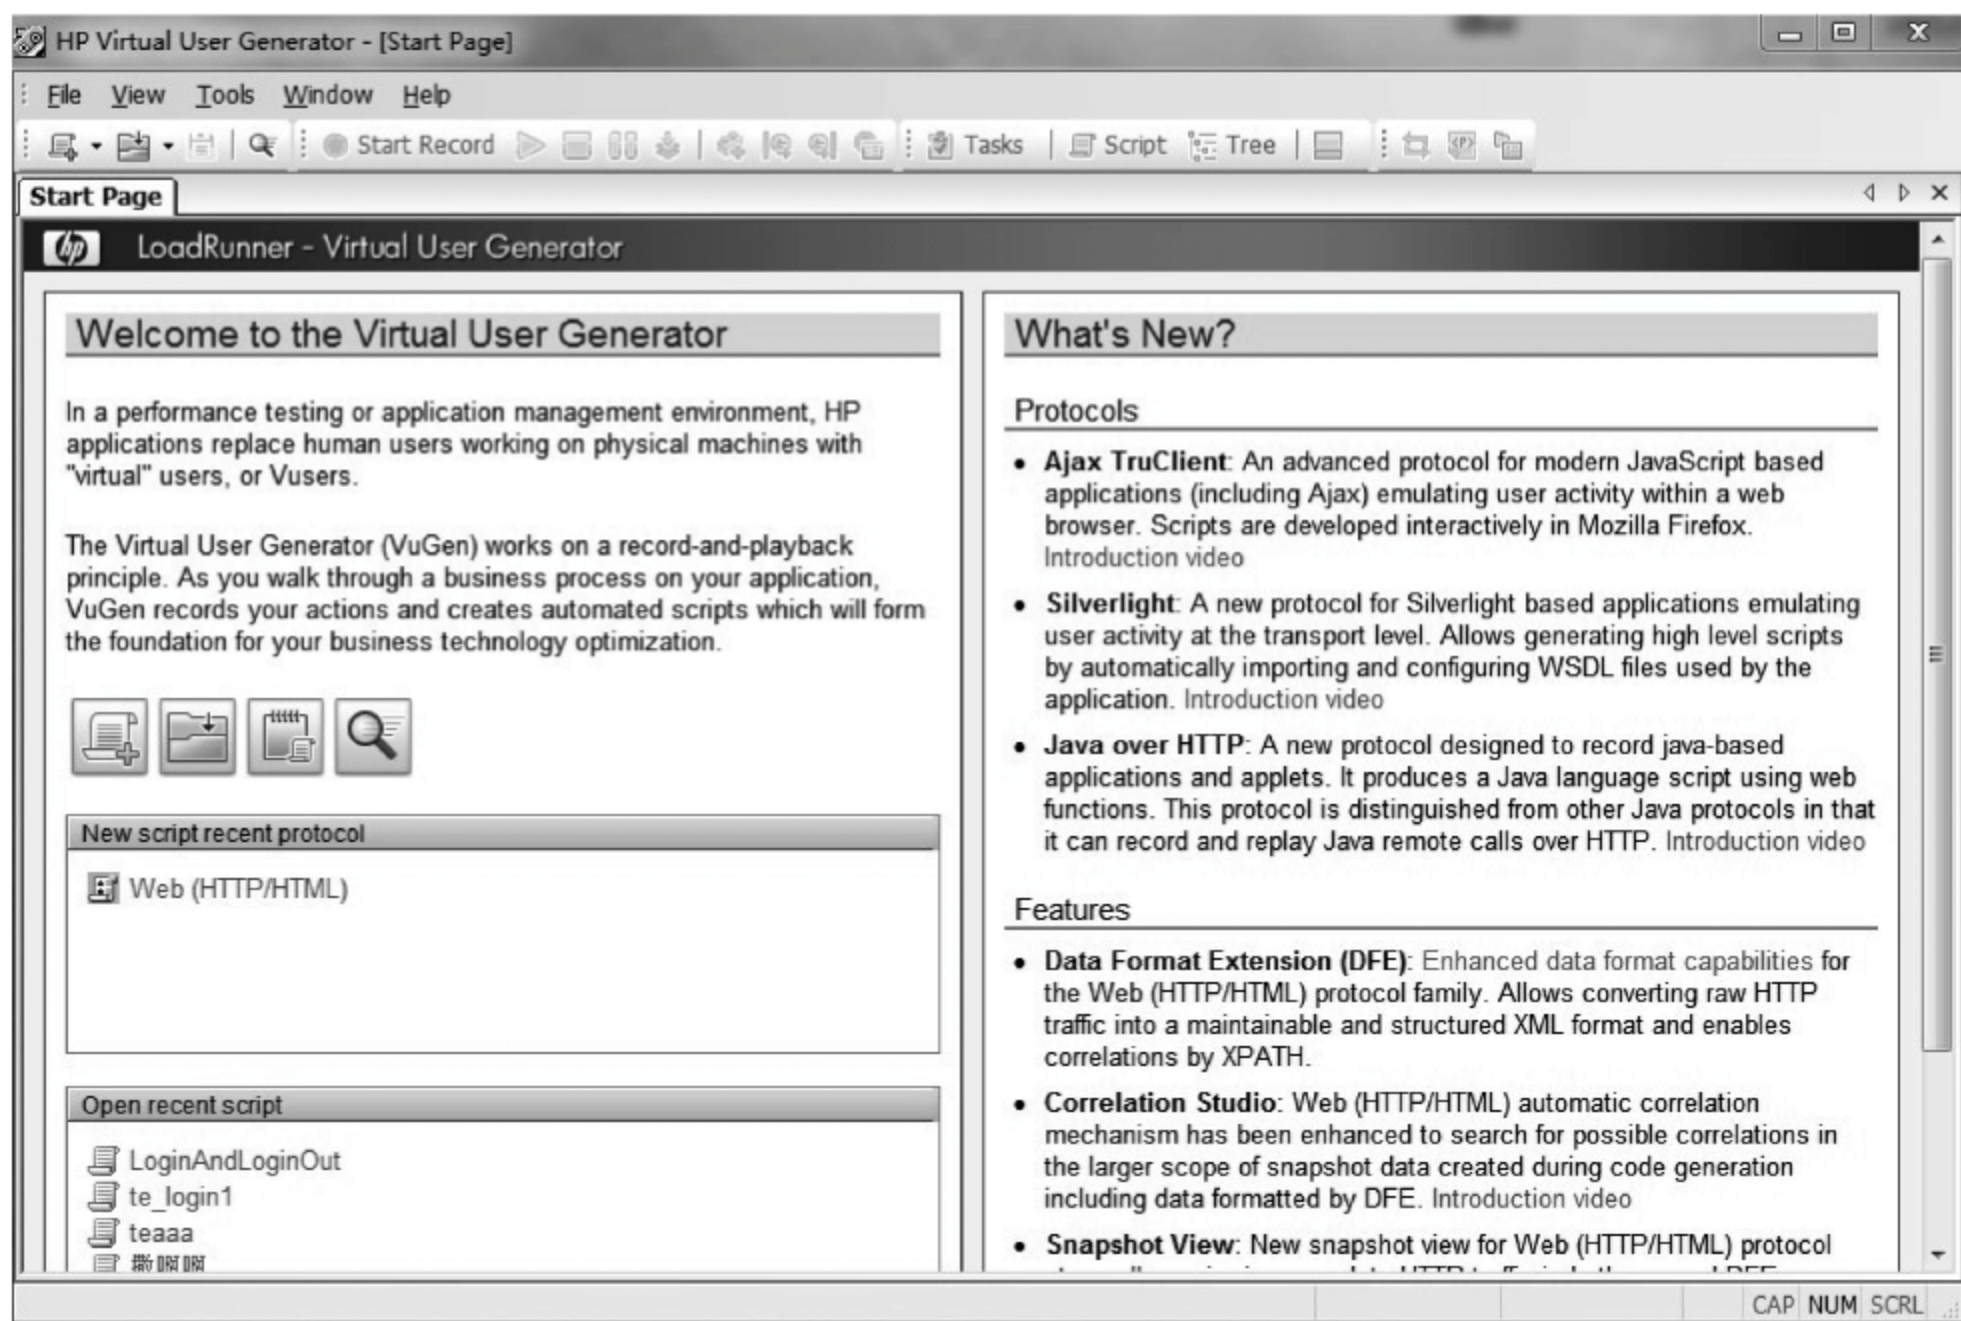 HP Virtual User Generator - [Start Page]
File View Tools Window Help
Start Record Tasks Script Tree
Start Page
hp LoadRunner - Virtual User Generator
Welcome to the Virtual User Generator
In a performance testing or application management environment, HP
applications replace human users working on physical machines with
"virtual" users, or Vusers.
The Virtual User Generator (VuGen) works on a record-and-playback
principle. As you walk through a business process on your application,
VuGen records your actions and creates automated scripts which will form
the foundation for your business technology optimization.
New script recent protocol
Web (HTTP/HTML)
Open recent script
LoginAndLoginOut
te_login1
teaaa
What's New?
Protocols
• Ajax TruClient: An advanced protocol for modern JavaScript based
applications (including Ajax) emulating user activity within a web
browser. Scripts are developed interactively in Mozilla Firefox.
Introduction video
• Silverlight: A new protocol for Silverlight based applications emulating
user activity at the transport level. Allows generating high level scripts
by automatically importing and configuring WSDL files used by the
application. Introduction video
• Java over HTTP: A new protocol designed to record java-based
applications and applets. It produces a Java language script using web
functions. This protocol is distinguished from other Java protocols in that
it can record and replay Java remote calls over HTTP. Introduction video
Features
• Data Format Extension (DFE): Enhanced data format capabilities for
the Web (HTTP/HTML) protocol family. Allows converting raw HTTP
traffic into a maintainable and structured XML format and enables
correlations by XPATH.
• Correlation Studio: Web (HTTP/HTML) automatic correlation
mechanism has been enhanced to search for possible correlations in
the larger scope of snapshot data created during code generation
including data formatted by DFE. Introduction video
• Snapshot View: New snapshot view for Web (HTTP/HTML) protocol
CAP NUM SCRL